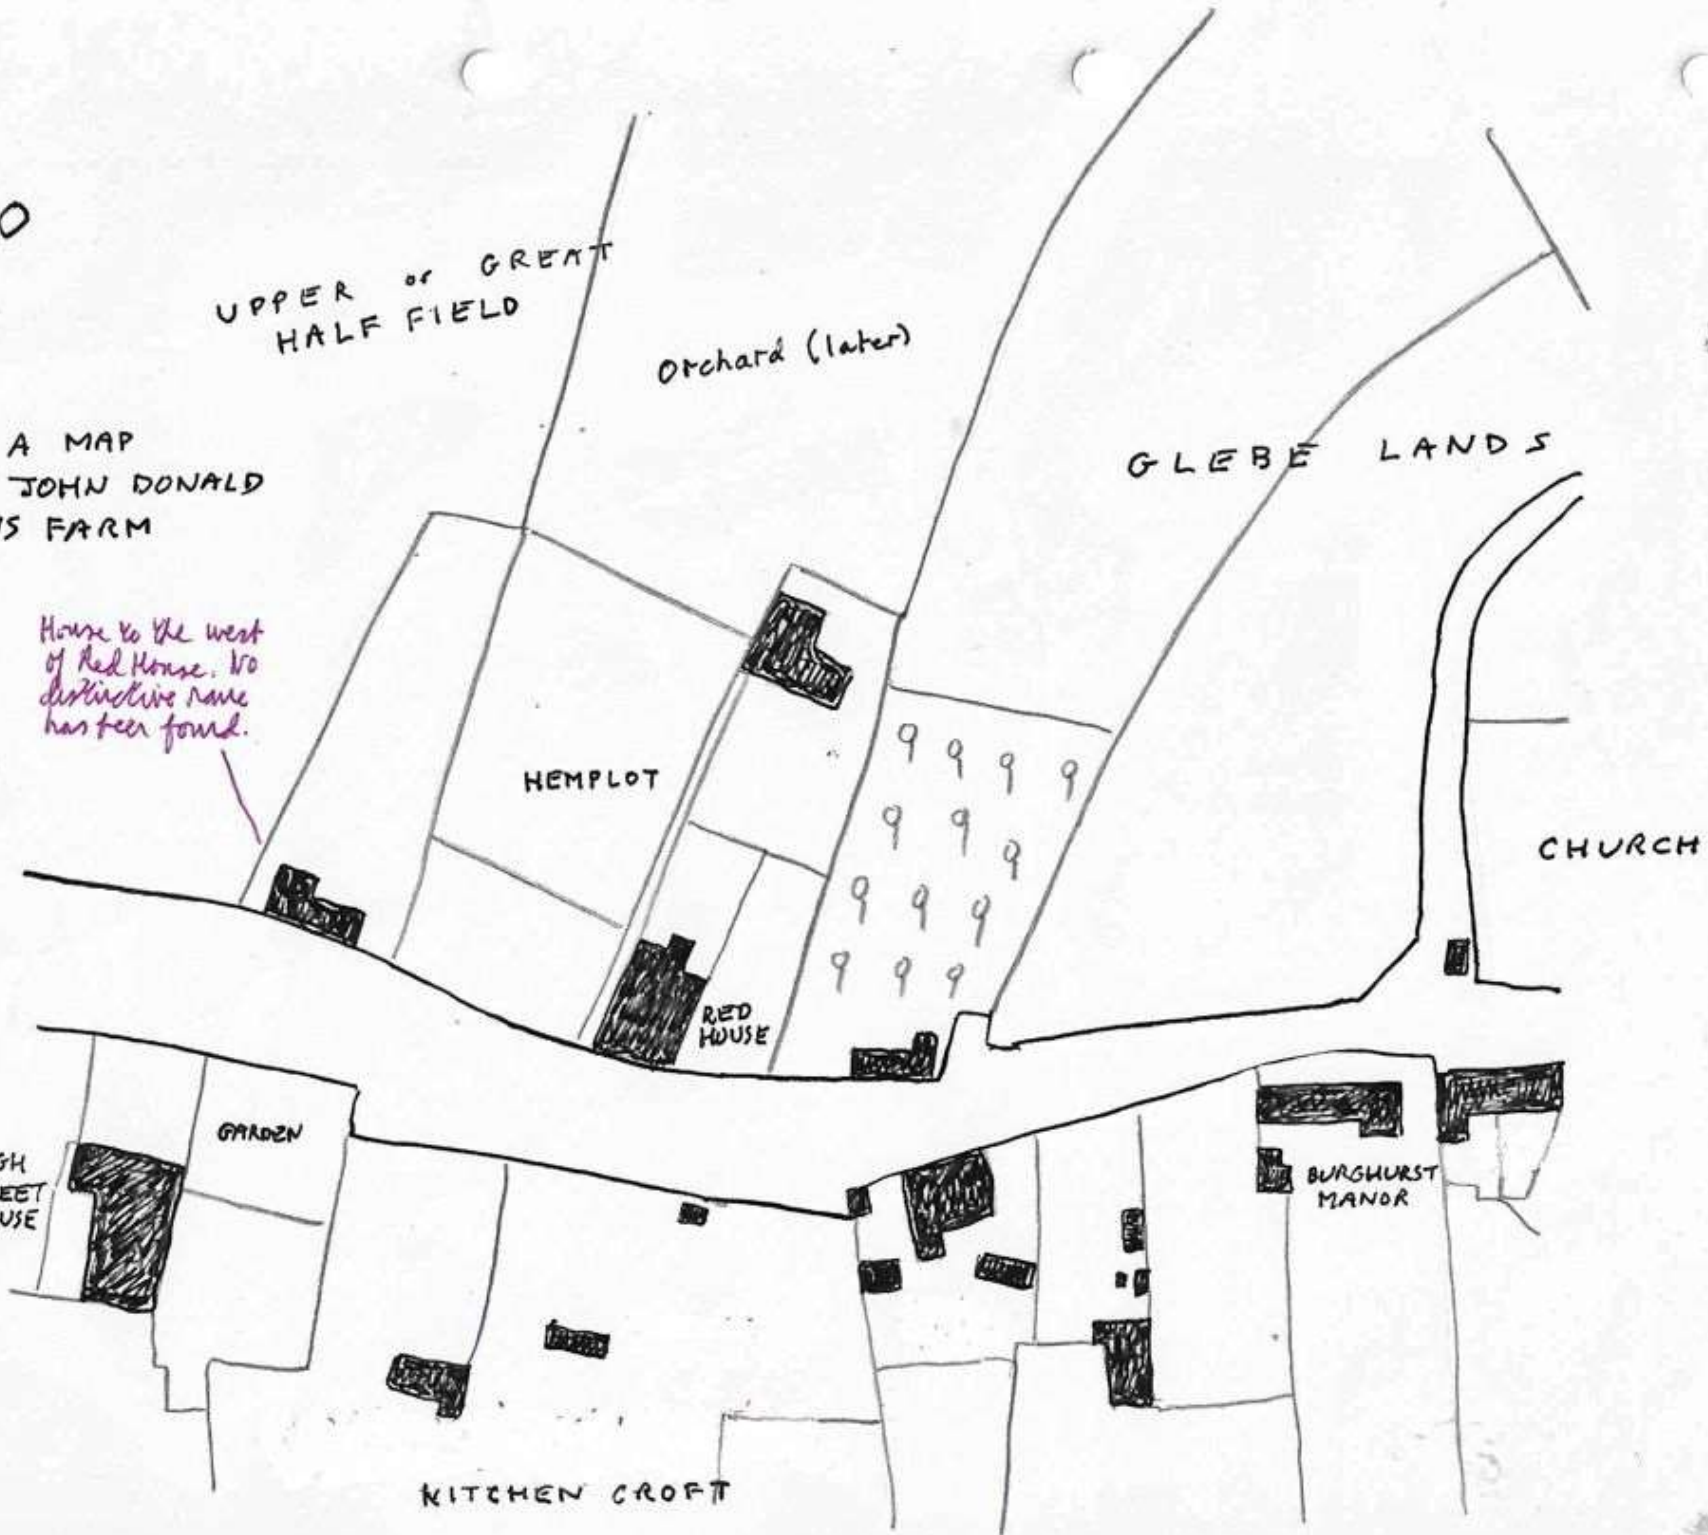 O
UPPER or GREAT
HALF FIELD
Orchard (later)
A MAP
JOHN DONALD
'S FARM
GLEBE LANDS
House to the west
of Red House. No
distinctive name
has been found.
HEMPLOT
CHURCH
RED
HOUSE
GARDEN
GH
EET
USE
BURGHURST
MANOR
KITCHEN CROFT